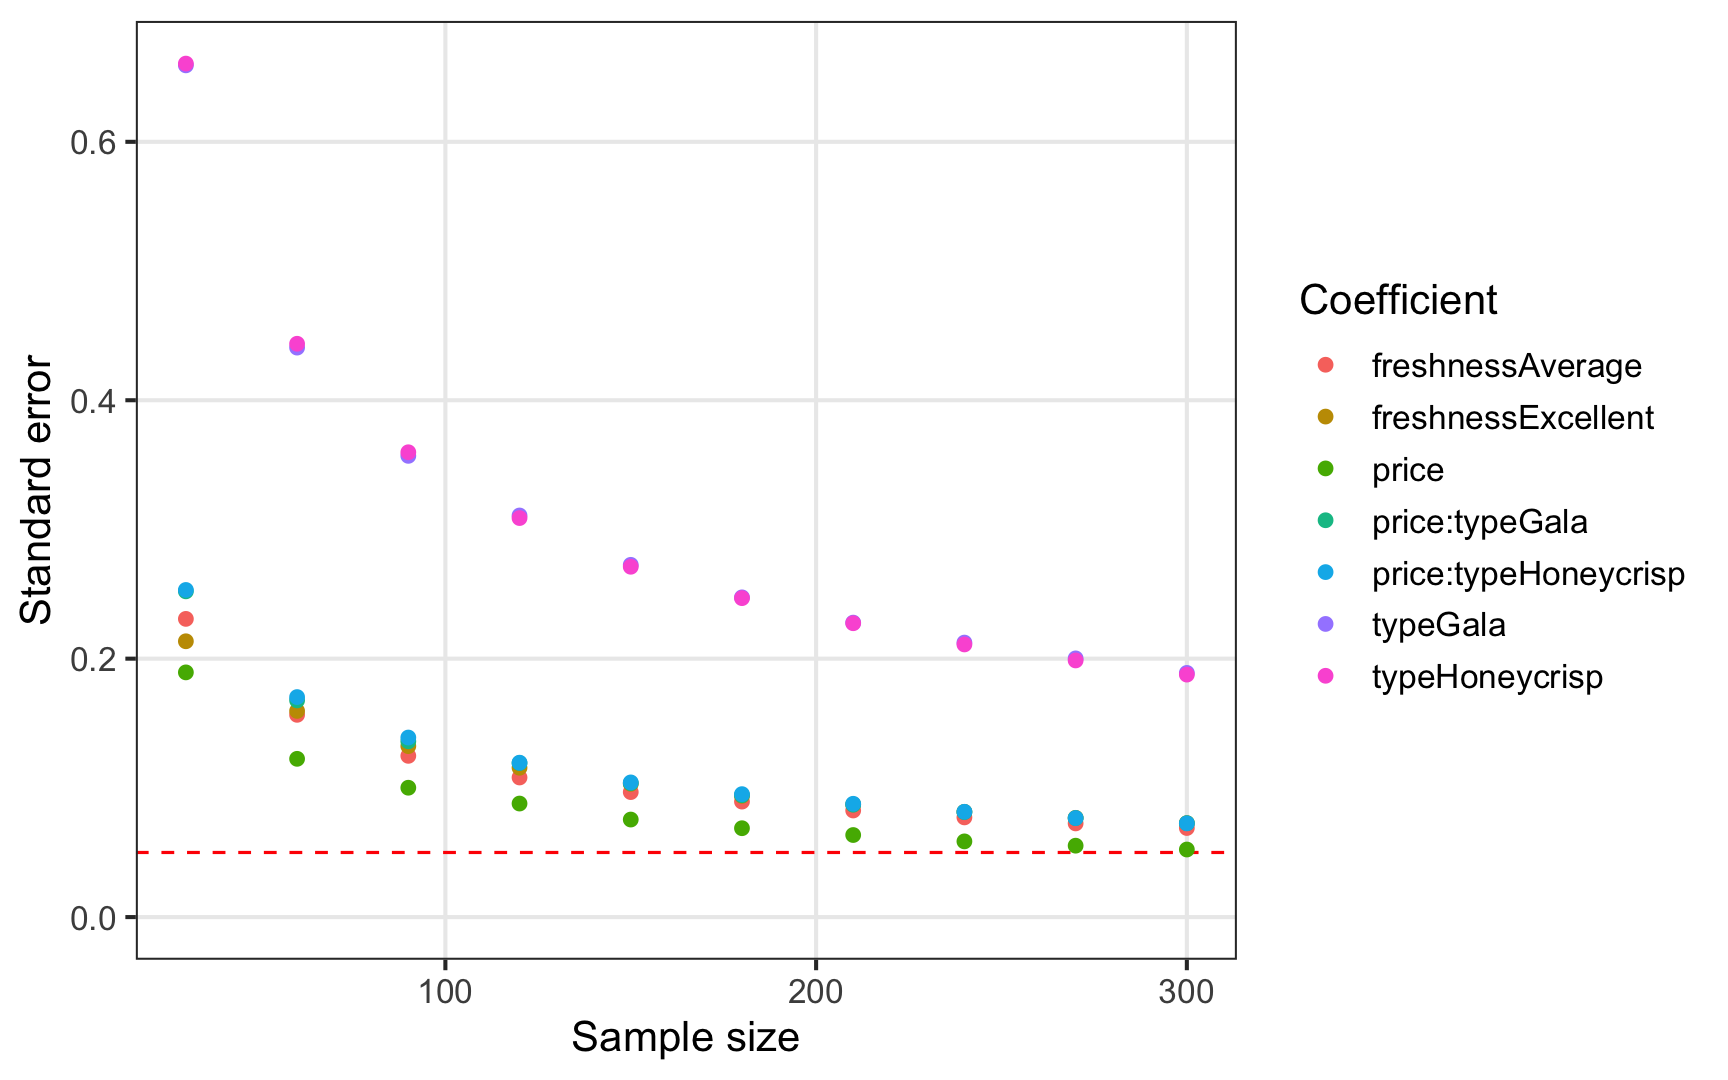 Standard error
0.6
0.4
0.2
0.0
100
200
300
Sample size
Coefficient
freshnessAverage
freshnessExcellent
price
price:typeGala
price:typeHoneycrisp
typeGala
typeHoneycrisp